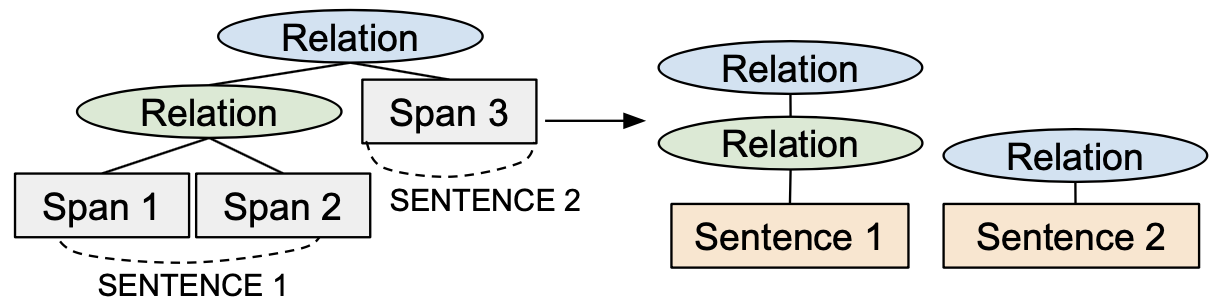 Relation
Relation
Span 3
Span 1
Span 2
SENTENCE 2
SENTENCE 1
Relation
Relation
Sentence 1
Relation
Sentence 2